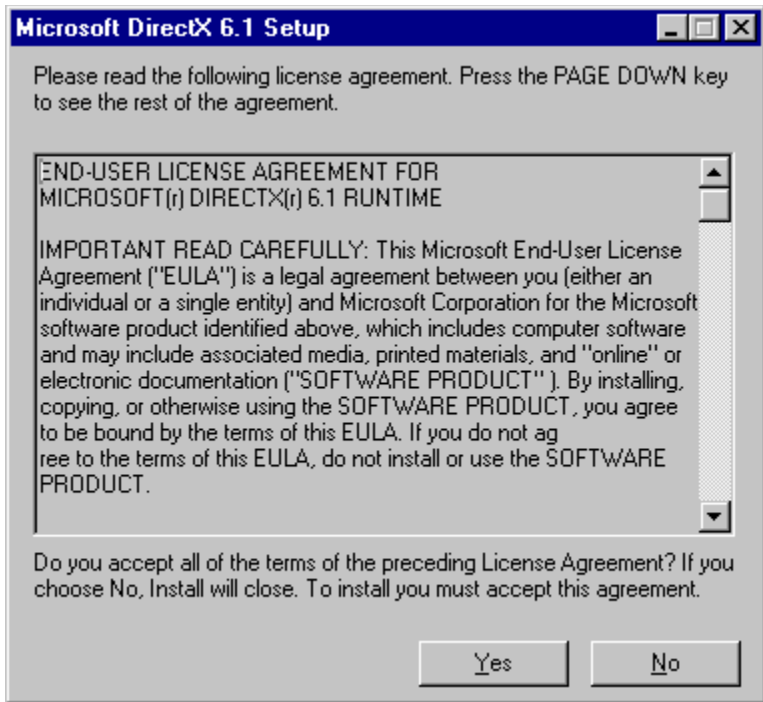 Microsoft DirectX 6.1 Setup
Please read the following license agreement. Press the PAGE DOWN key
to see the rest of the agreement.
END-USER LICENSE AGREEMENT FOR
MICROSOFT(r) DIRECTX(r) 6.1 RUNTIME
IMPORTANT READ CAREFULLY: This Microsoft End-User License
Agreement ("EULA") is a legal agreement between you (either an
individual or a single entity) and Microsoft Corporation for the Microsoft
software product identified above, which includes computer software
and may include associated media, printed materials, and "online" or
electronic documentation ("SOFTWARE PRODUCT" ). By installing,
copying, or otherwise using the SOFTWARE PRODUCT, you agree
to be bound by the terms of this EULA. If you do not ag
ree to the terms of this EULA, do not install or use the SOFTWARE
PRODUCT.
Do you accept all of the terms of the preceding License Agreement? If you
choose No, Install will close. To install you must accept this agreement.
Yes
No